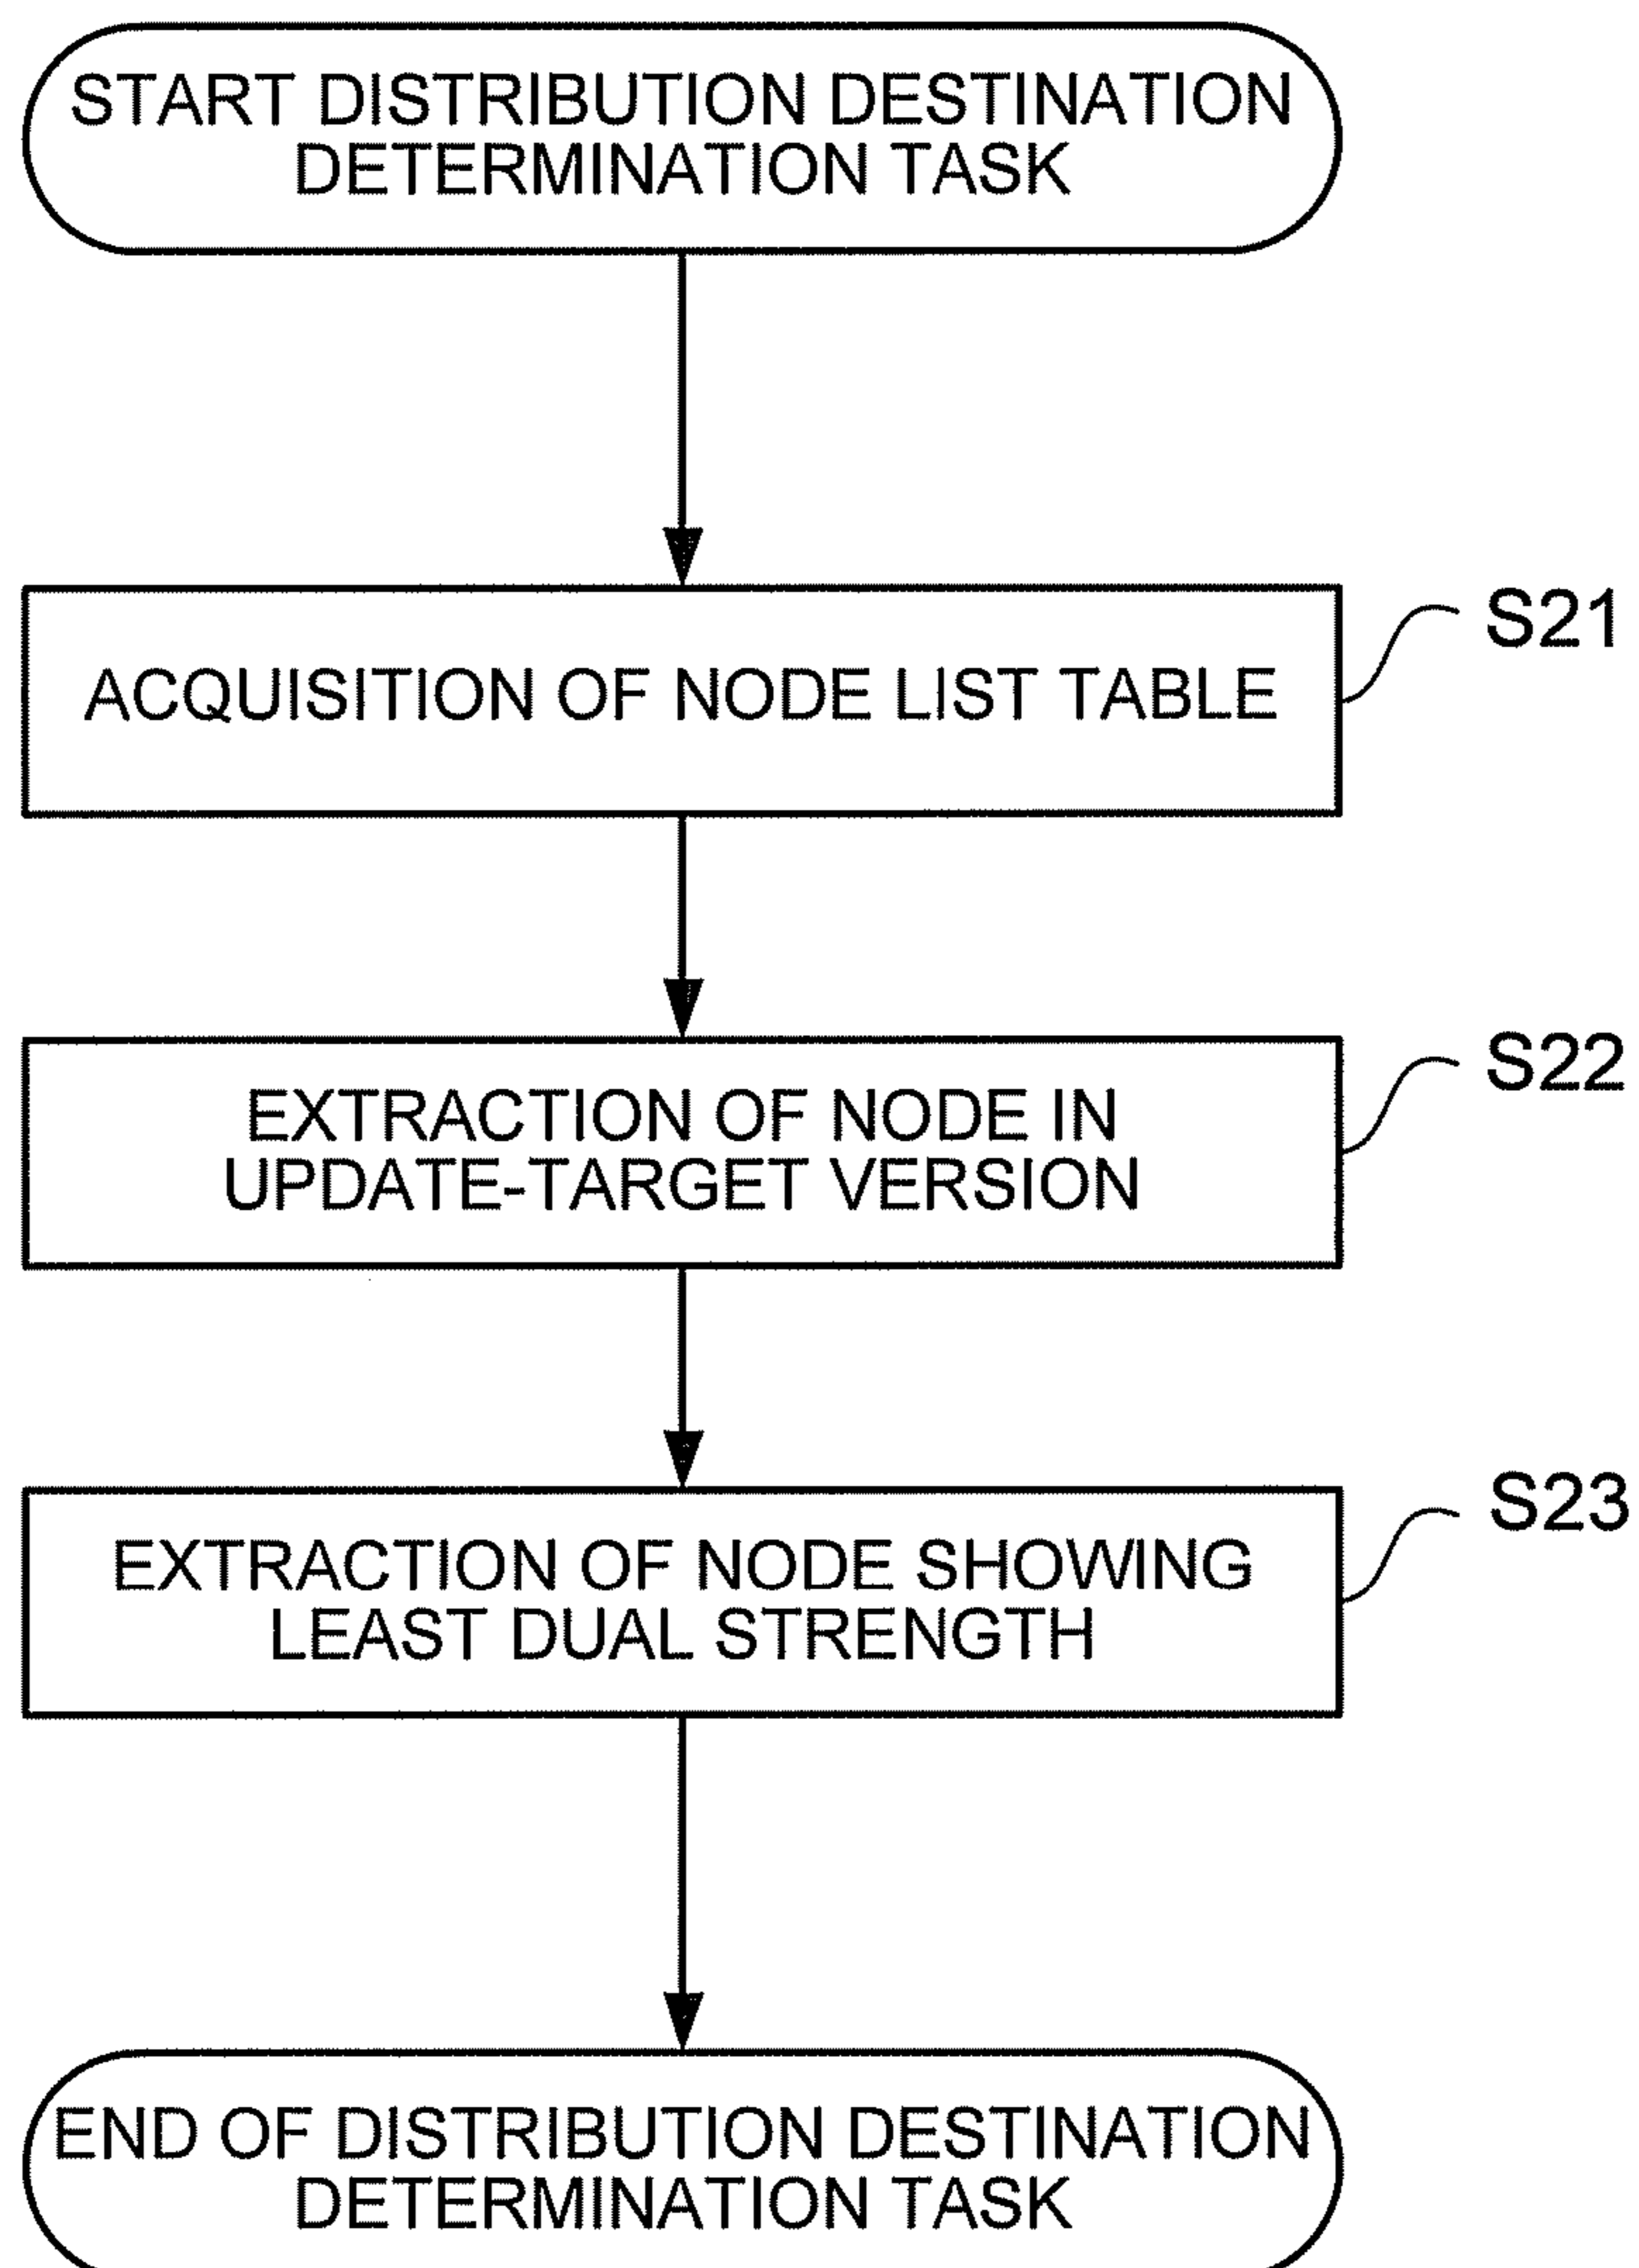 START DISTRIBUTION DESTINATION
DETERMINATION TASK
S21
ACQUISITION OF NODE LIST TABLE
S22
EXTRACTION OF NODE IN
UPDATE-TARGET VERSION
S23
EXTRACTION OF NODE SHOWING
LEAST DUAL STRENGTH
END OF DISTRIBUTION DESTINATION
DETERMINATION TASK